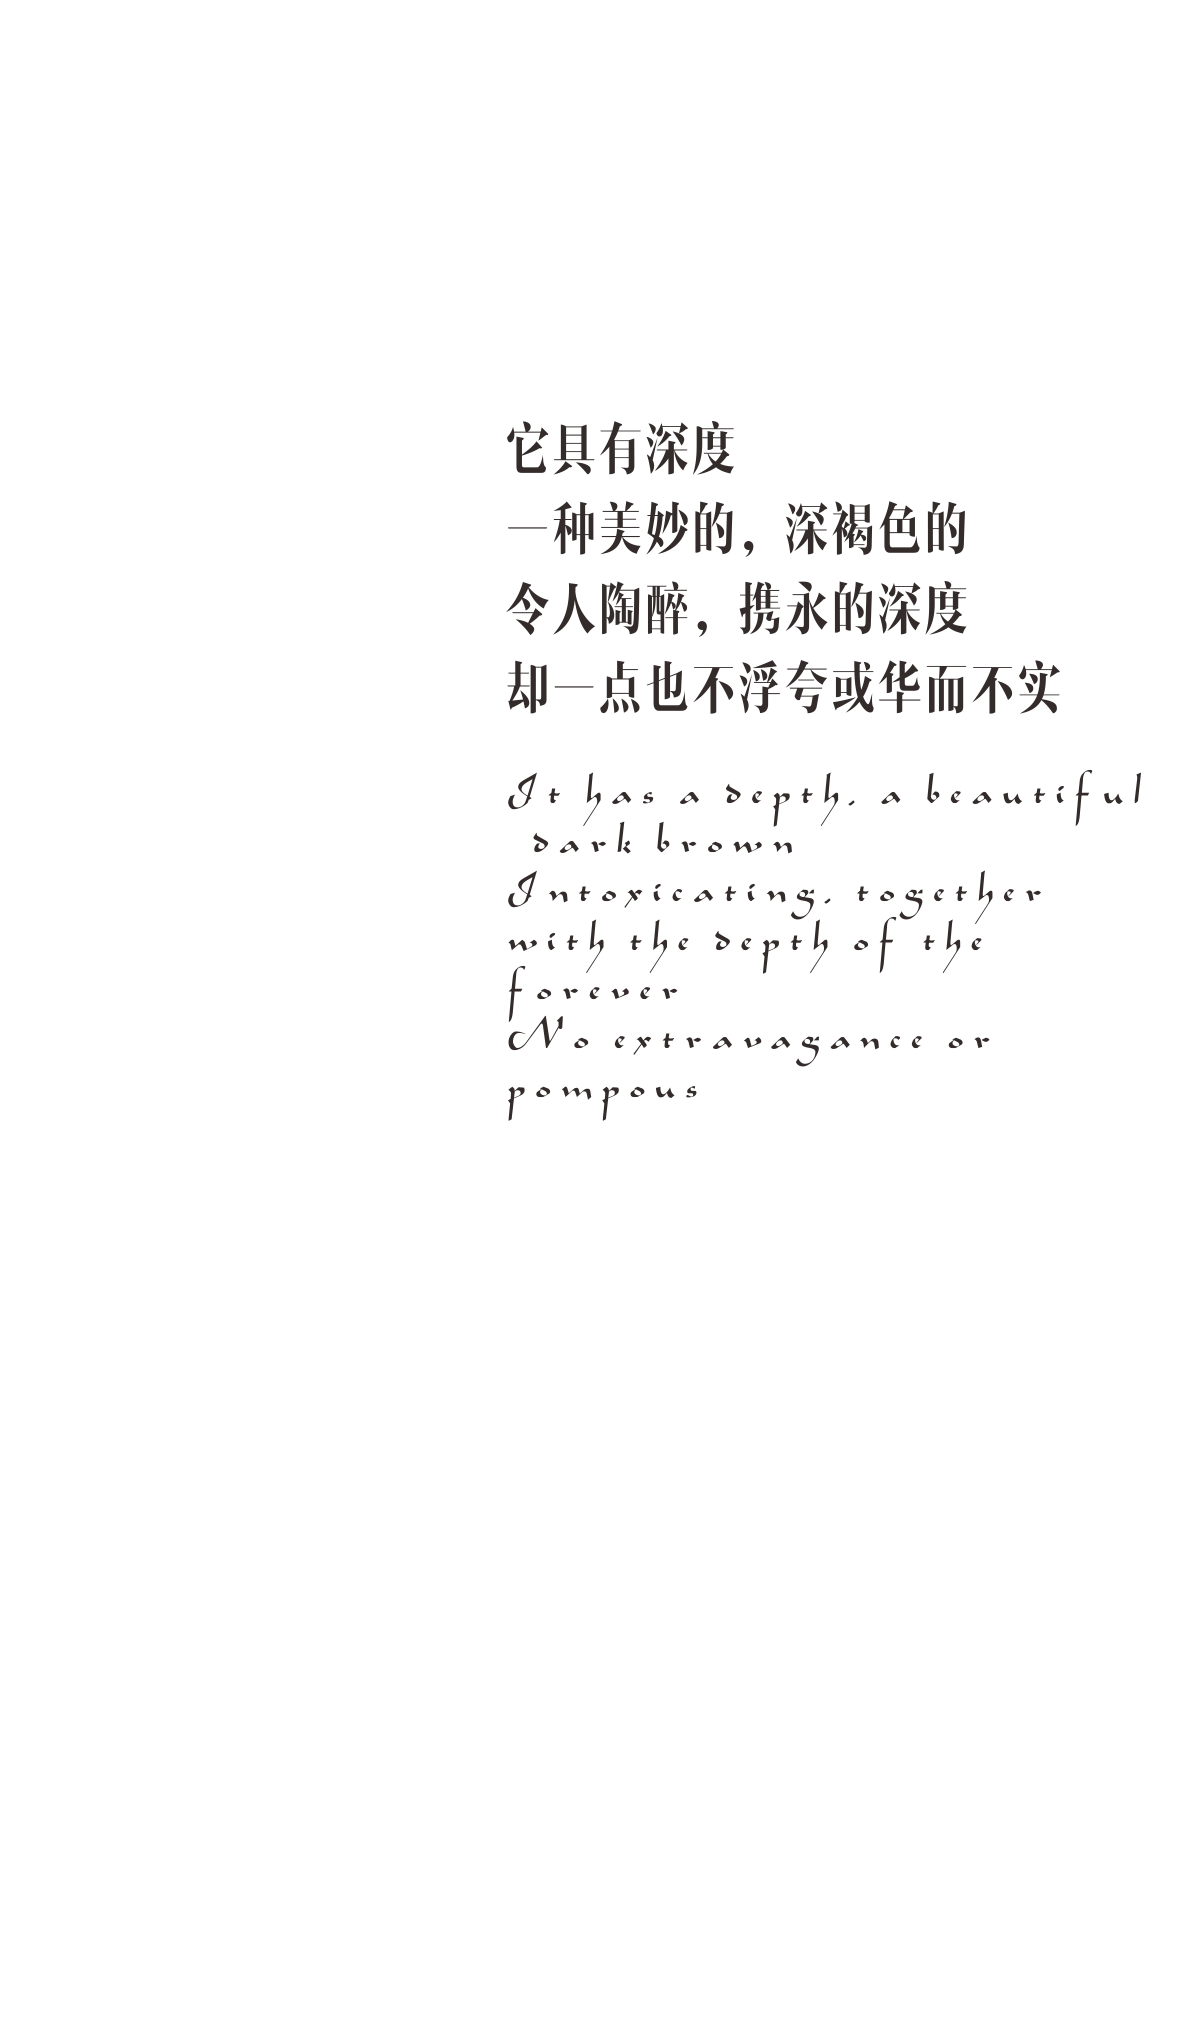 它具有深度
一种美妙的，深褐色的
令人陶醉，携永的深度
却一点也不浮夸或华而不实
It has a depth, a beautiful
dark brown
Intoxicating, together
with the depth of the
forever
No extravagance or
pompous